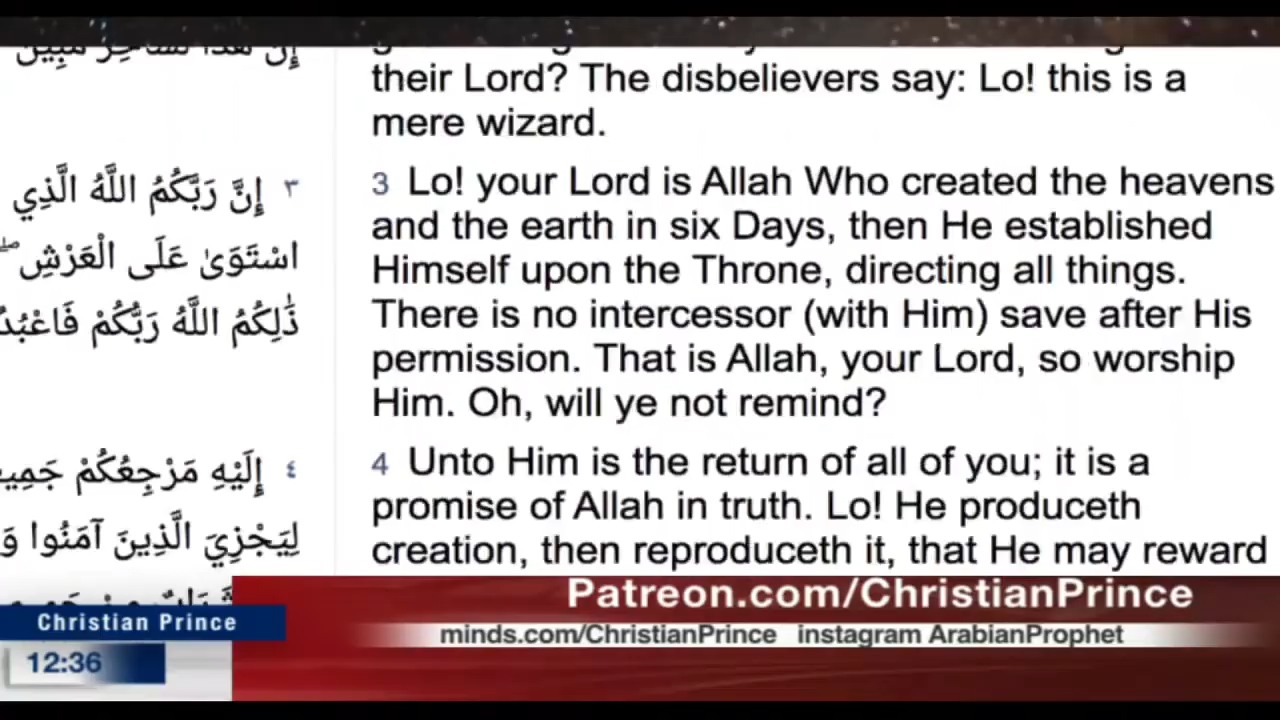 إِنَّ هَٰذَا لَسَاحِرٌ مُبِينٌ
their Lord? The disbelievers say: Lo! this is a
mere wizard.
٣ إِنَّ رَبَّكُمُ اللَّهُ الَّذِي
اسْتَوَىٰ عَلَى الْعَرْشِ ۖ
ذَٰلِكُمُ اللَّهُ رَبُّكُمْ فَاعْبُدُ
3 Lo! your Lord is Allah Who created the heavens
and the earth in six Days, then He established
Himself upon the Throne, directing all things.
There is no intercessor (with Him) save after His
permission. That is Allah, your Lord, so worship
Him. Oh, will ye not remind?
٤ إِلَيْهِ مَرْجِعُكُمْ جَمِيعً
لِيَجْزِيَ الَّذِينَ آمَنُوا وَ
4 Unto Him is the return of all of you; it is a
promise of Allah in truth. Lo! He produceth
creation, then reproduceth it, that He may reward
Patreon.com/ChristianPrince
Christian Prince
minds.com/ChristianPrince instagram ArabianProphet
12:36